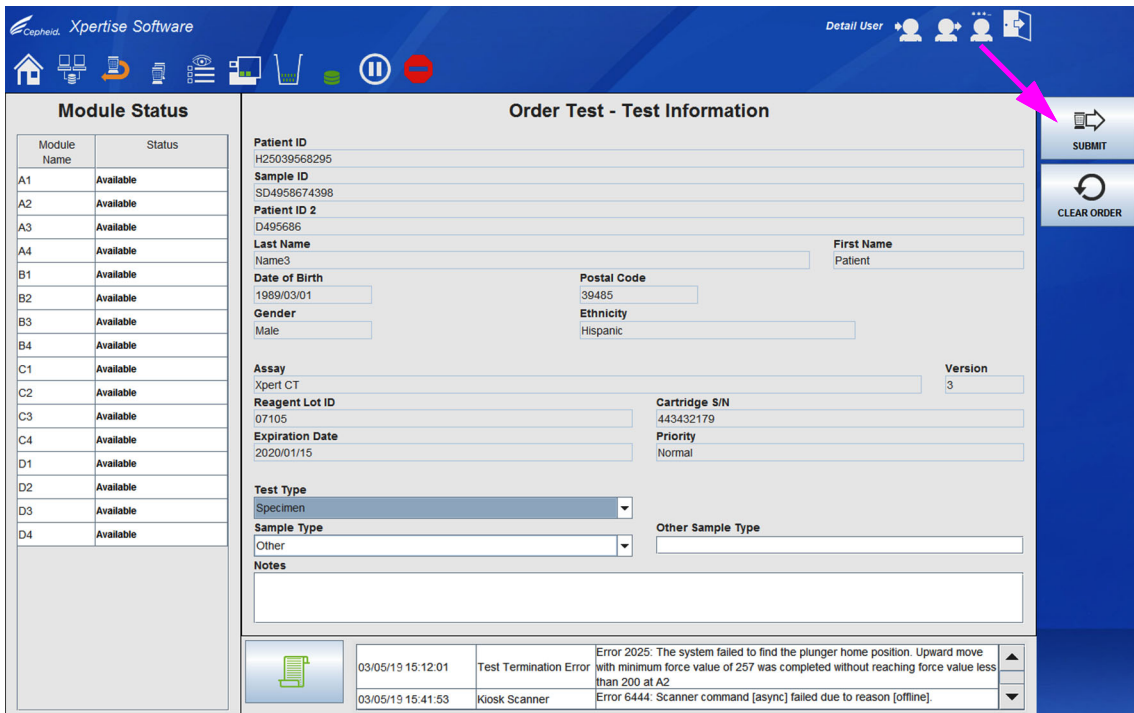 Cepheid. Xpertise Software
Detail User
Module Status
Module Name Status
A1 Available
A2 Available
A3 Available
A4 Available
B1 Available
B2 Available
B3 Available
B4 Available
C1 Available
C2 Available
C3 Available
C4 Available
D1 Available
D2 Available
D3 Available
D4 Available
Order Test - Test Information
Patient ID
H25039568295
Sample ID
SD4958674398
Patient ID 2
D495686
Last Name First Name
Name3 Patient
Date of Birth Postal Code
1989/03/01 39485
Gender Ethnicity
Male Hispanic
Assay Version
Xpert CT 3
Reagent Lot ID Cartridge S/N
07105 443432179
Expiration Date Priority
2020/01/15 Normal
Test Type
Specimen
Sample Type Other Sample Type
Other
Notes
03/05/19 15:12:01 Test Termination Error Error 2025: The system failed to find the plunger home position. Upward move
with minimum force value of 257 was completed without reaching force value less
than 200 at A2
03/05/19 15:41:53 Kiosk Scanner Error 6444: Scanner command [async] failed due to reason [offline].
SUBMIT
CLEAR ORDER